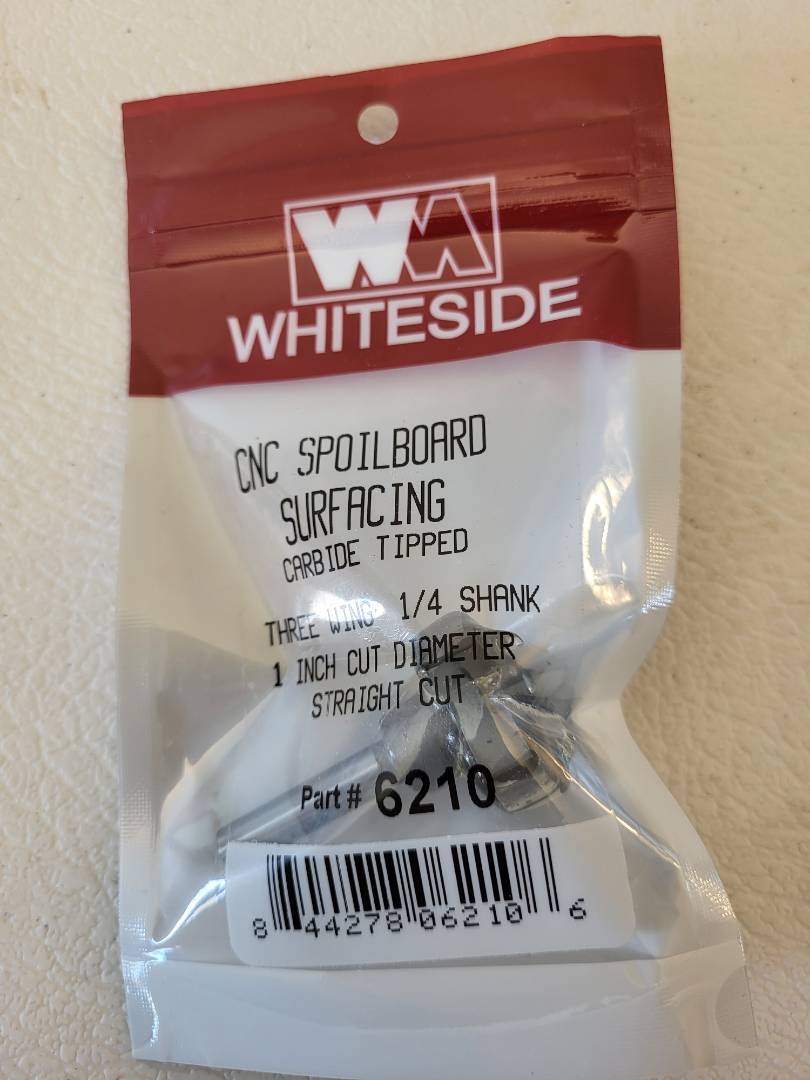 WHITESIDE
CNC SPOILBOARD
SURFACING
CARBIDE TIPPED
THREE WING 1/4 SHANK
1 INCH CUT DIAMETER
STRAIGHT CUT
Part # 6210
8 44278 06210 6